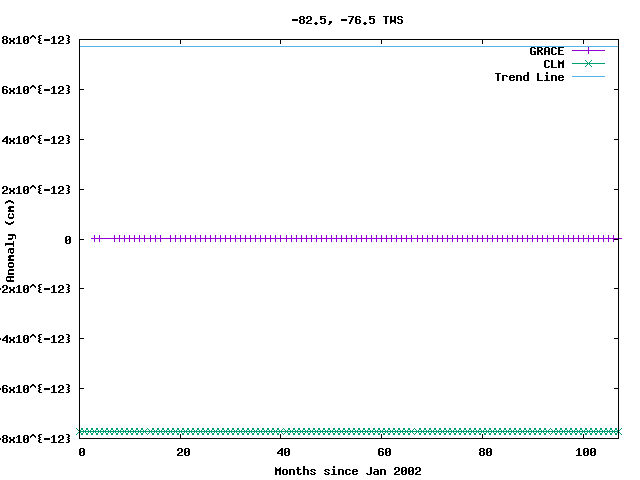 -82.5, -76.5 TWS
8x10^{-12}
6x10^{-12}
4x10^{-12}
2x10^{-12}
0
-2x10^{-12}
-4x10^{-12}
-6x10^{-12}
-8x10^{-12}
Anomaly (cm)
GRACE
CLM
Trend Line
0 20 40 60 80 100
Months since Jan 2002